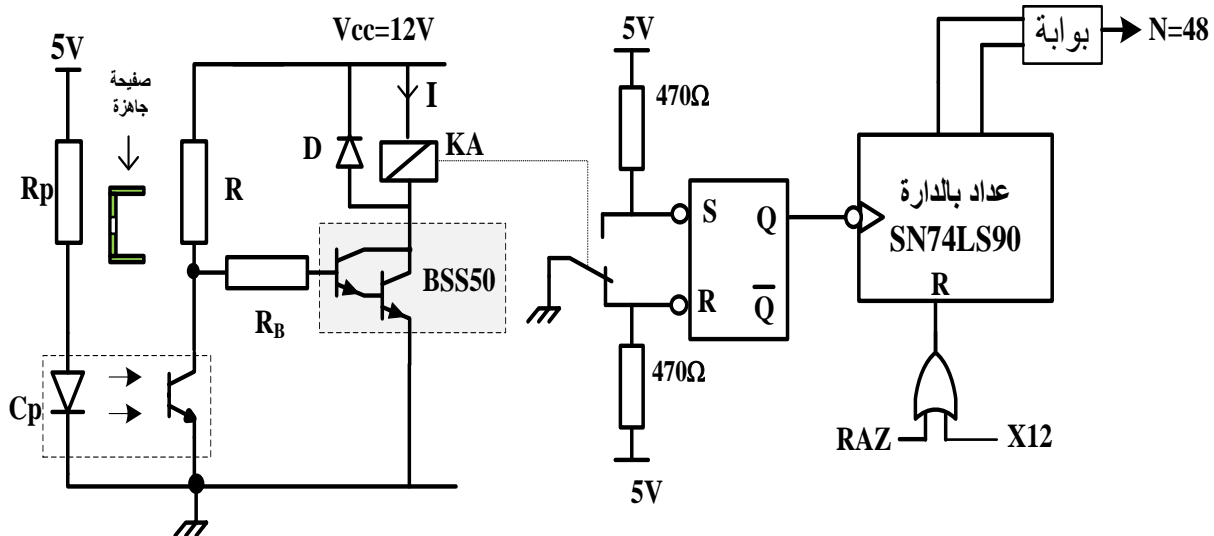 5V
صفيحة
جاهزة
Rp
Cp
Vcc=12V
R
D
I
KA
R_B
BSS50
5V
470Ω
S
Q
R
Q̅
470Ω
5V
عداد بالدارة
SN74LS90
R
RAZ
X12
بوابة
N=48